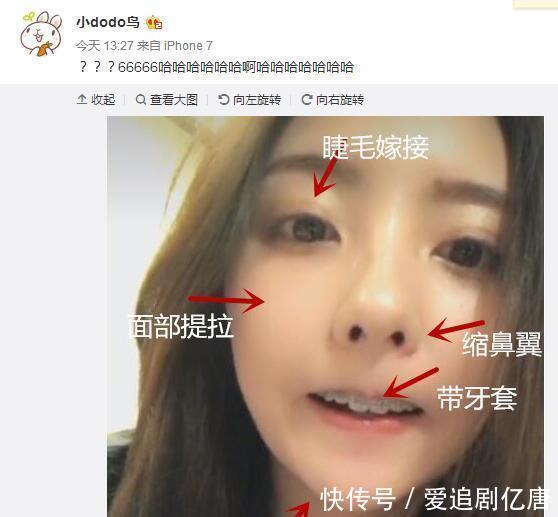 小dodo鸟
今天 13:27 来自 iPhone 7
？？？66666哈哈哈哈哈哈啊哈哈哈哈哈哈哈
收起 查看大图 向左旋转 向右旋转
睫毛嫁接
面部提拉
缩鼻翼
带牙套
快传号 / 爱追剧亿唐